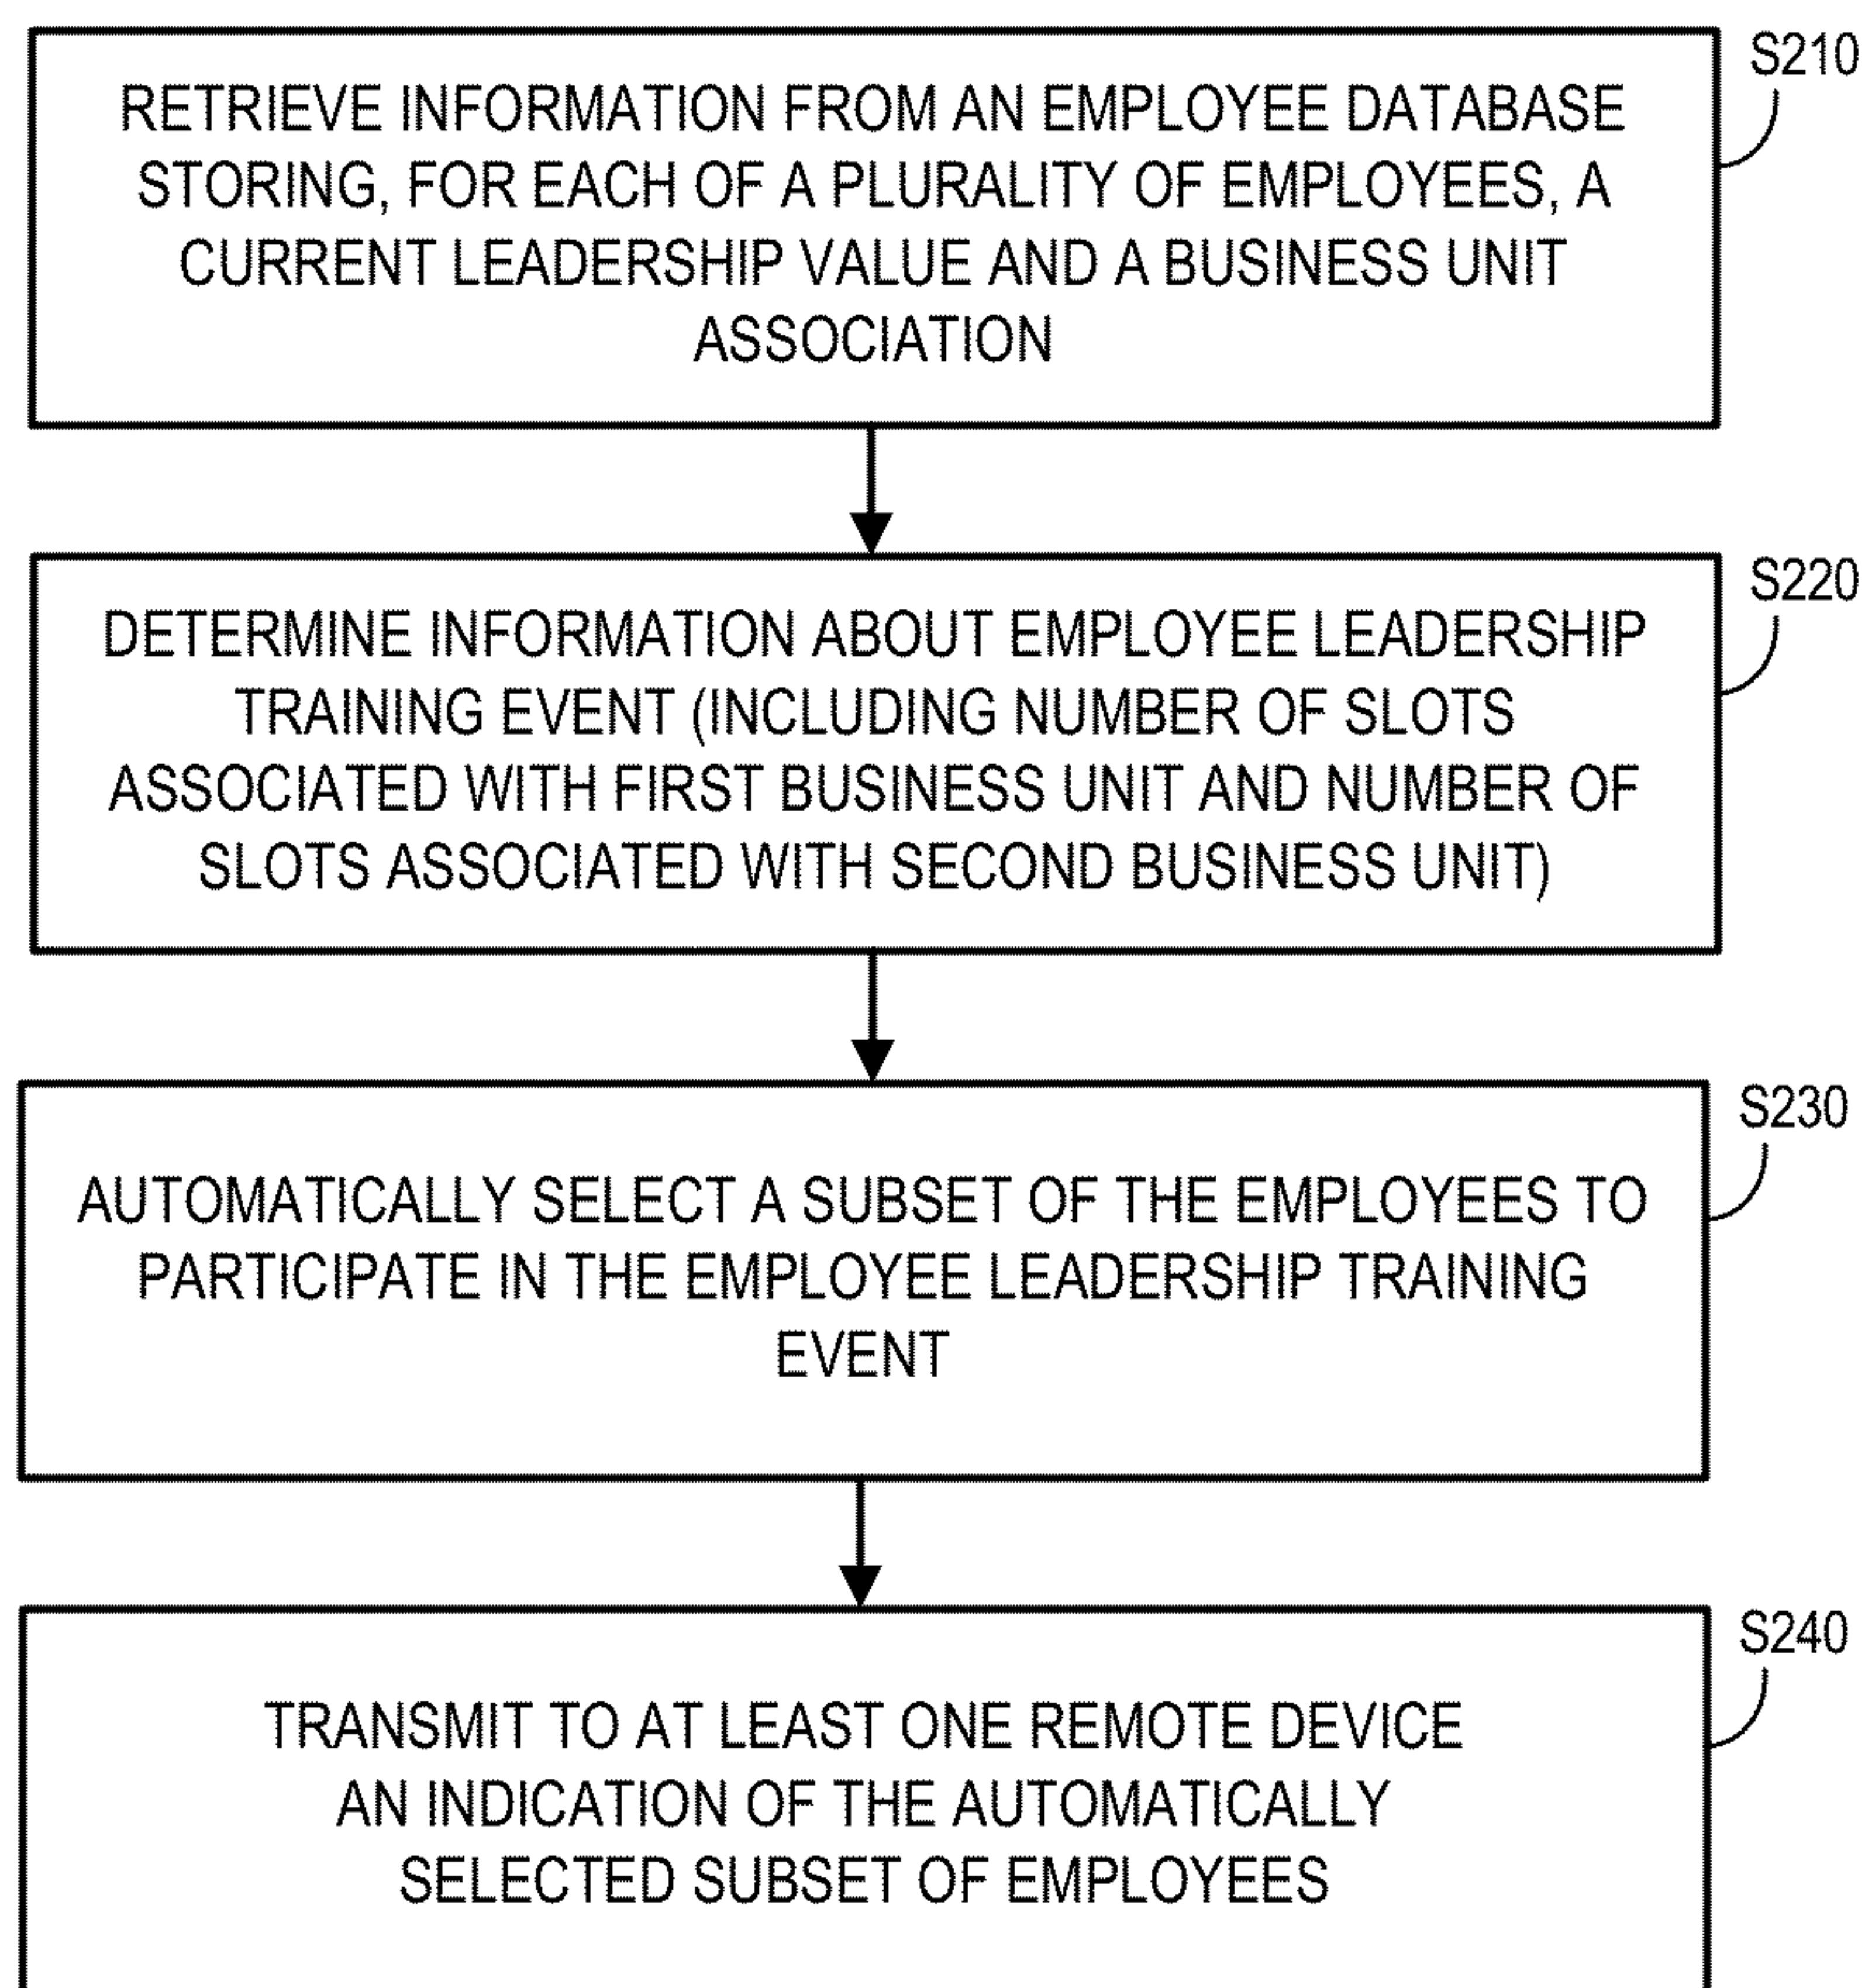 S210
RETRIEVE INFORMATION FROM AN EMPLOYEE DATABASE
STORING, FOR EACH OF A PLURALITY OF EMPLOYEES, A
CURRENT LEADERSHIP VALUE AND A BUSINESS UNIT
ASSOCIATION
S220
DETERMINE INFORMATION ABOUT EMPLOYEE LEADERSHIP
TRAINING EVENT (INCLUDING NUMBER OF SLOTS
ASSOCIATED WITH FIRST BUSINESS UNIT AND NUMBER OF
SLOTS ASSOCIATED WITH SECOND BUSINESS UNIT)
S230
AUTOMATICALLY SELECT A SUBSET OF THE EMPLOYEES TO
PARTICIPATE IN THE EMPLOYEE LEADERSHIP TRAINING
EVENT
S240
TRANSMIT TO AT LEAST ONE REMOTE DEVICE
AN INDICATION OF THE AUTOMATICALLY
SELECTED SUBSET OF EMPLOYEES